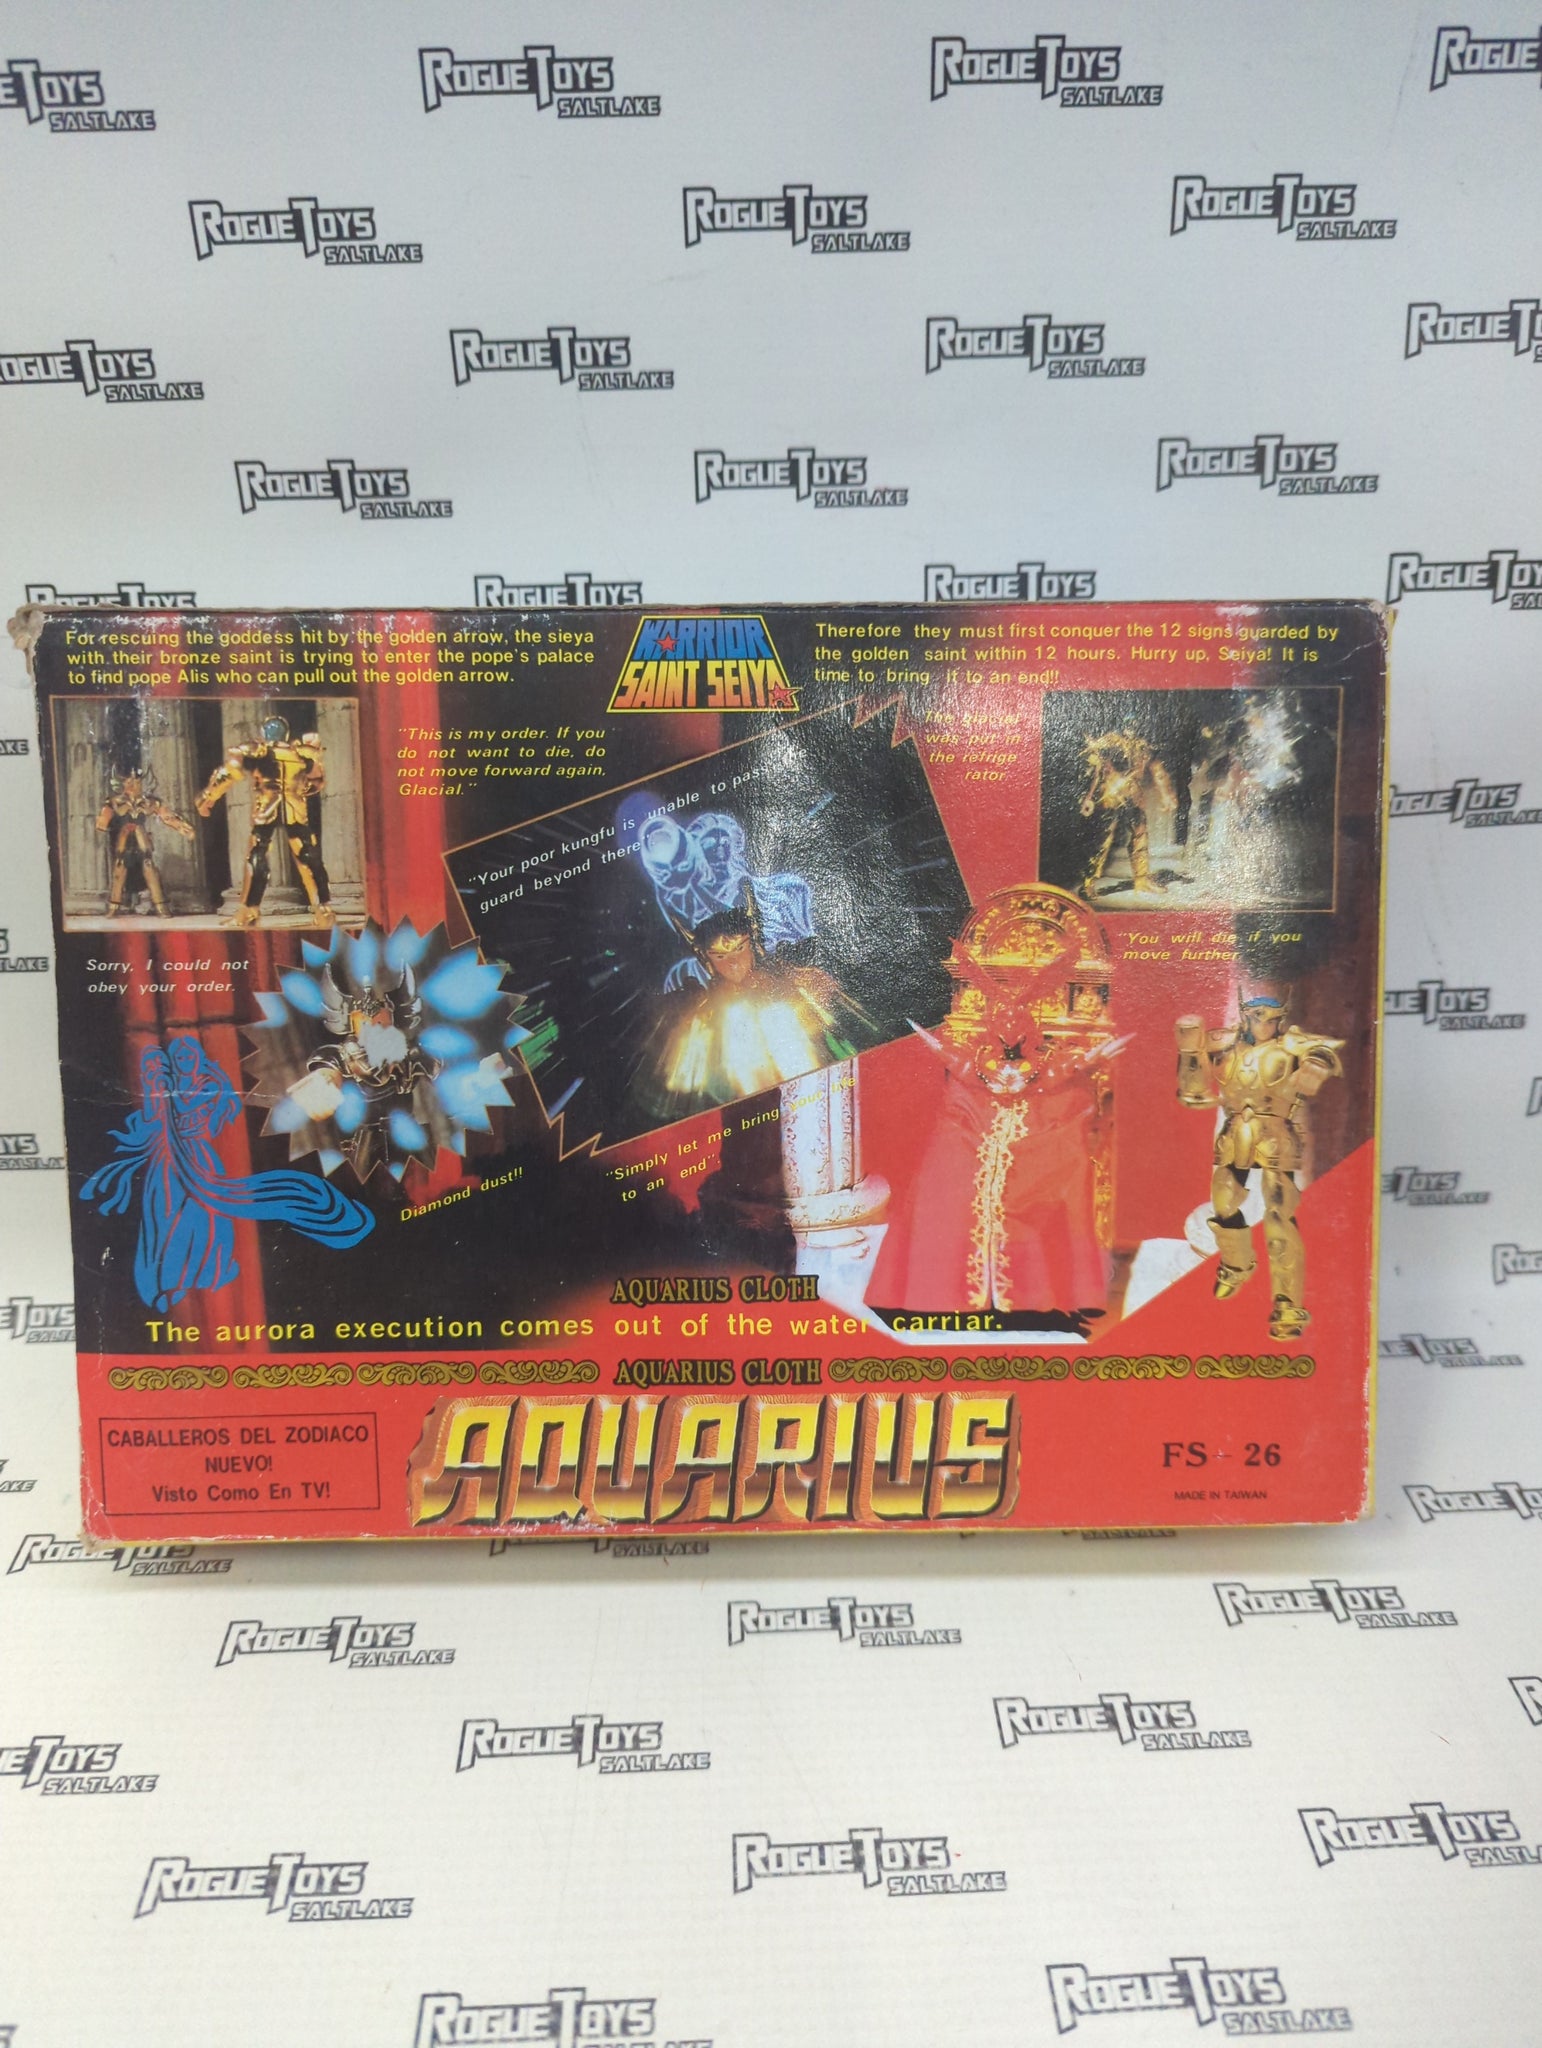 For rescuing the goddess hit by the golden arrow, the sieya
with their bronze saint is trying to enter the pope's palace
to find pope Alis who can pull out the golden arrow.
WARRIOR
SAINT SEIYA
Therefore they must first conquer the 12 signs guarded by
the golden saint within 12 hours. Hurry up, Seiya! It is
time to bring it to an end!!
"This is my order. If you
do not want to die, do
not move forward again,
Glacial."
"Your poor kungfu is unable to pass
guard beyond there
The glacial
was put in
the refrige
rator.
Sorry, I could not
obey your order.
"You will die if you
move further
Diamond dust!!
"Simply let me bring your life
to an end".
AQUARIUS CLOTH
The aurora execution comes out of the water carriar.
AQUARIUS CLOTH
CABALLEROS DEL ZODIACO
NUEVO!
Visto Como En TV!
AQUARIUS
FS - 26
MADE IN TAIWAN
ROGUE TOYS
SALTLAKE